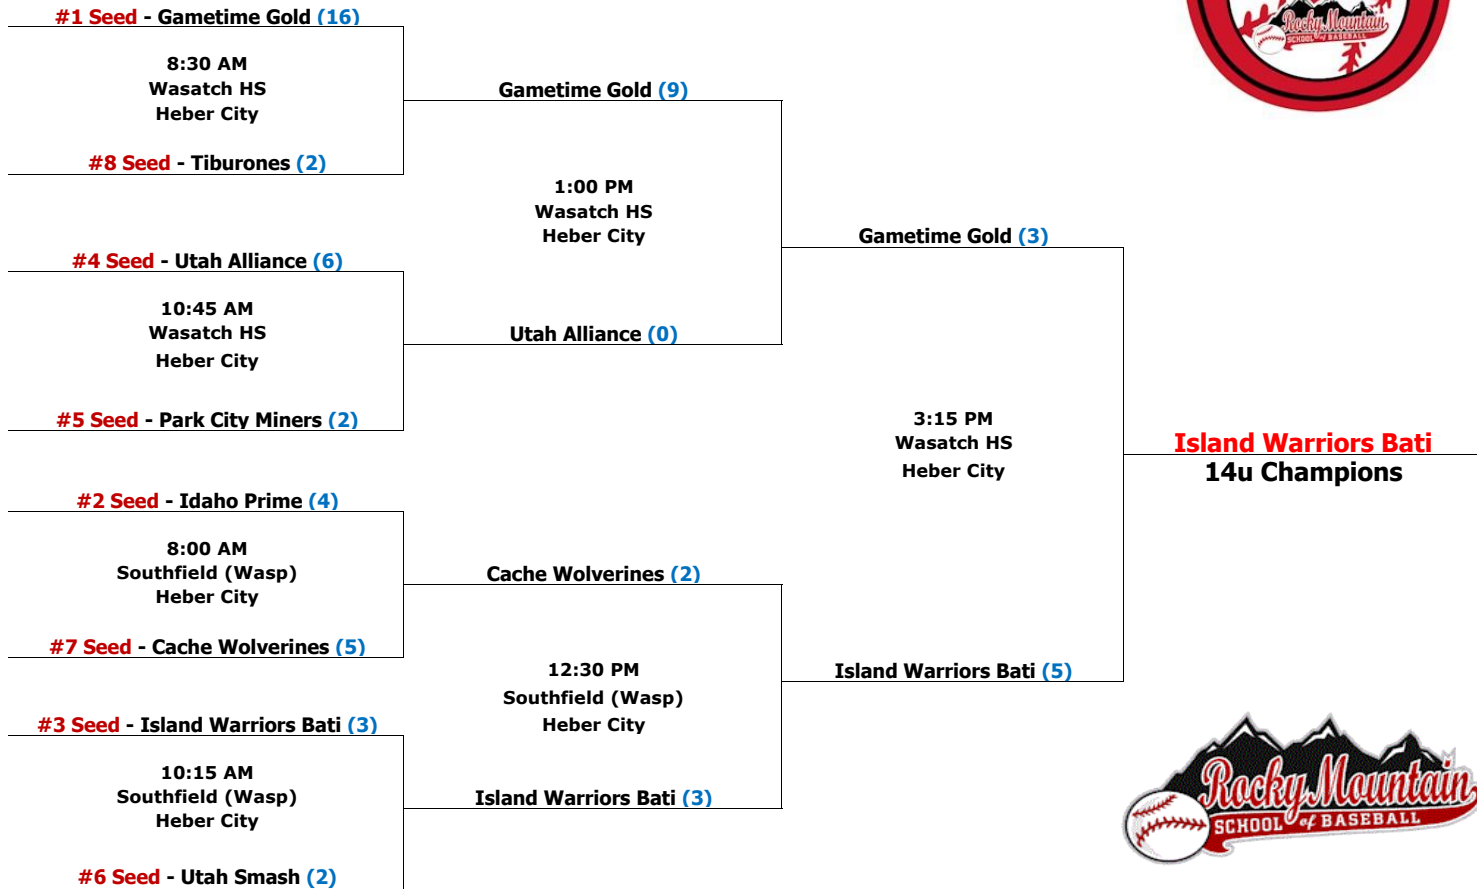 #1 Seed - Gametime Gold (16)
8:30 AM
Wasatch HS
Heber City
#8 Seed - Tiburones (2)
#4 Seed - Utah Alliance (6)
10:45 AM
Wasatch HS
Heber City
#5 Seed - Park City Miners (2)
#2 Seed - Idaho Prime (4)
8:00 AM
Southfield (Wasp)
Heber City
#7 Seed - Cache Wolverines (5)
#3 Seed - Island Warriors Bati (3)
10:15 AM
Southfield (Wasp)
Heber City
#6 Seed - Utah Smash (2)
Gametime Gold (9)
1:00 PM
Wasatch HS
Heber City
Utah Alliance (0)
Cache Wolverines (2)
12:30 PM
Southfield (Wasp)
Heber City
Island Warriors Bati (3)
Gametime Gold (3)
3:15 PM
Wasatch HS
Heber City
Island Warriors Bati (5)
Island Warriors Bati
14u Champions
Rocky Mountain
SCHOOL of BASEBALL
Rocky Mountain
SCHOOL of BASEBALL